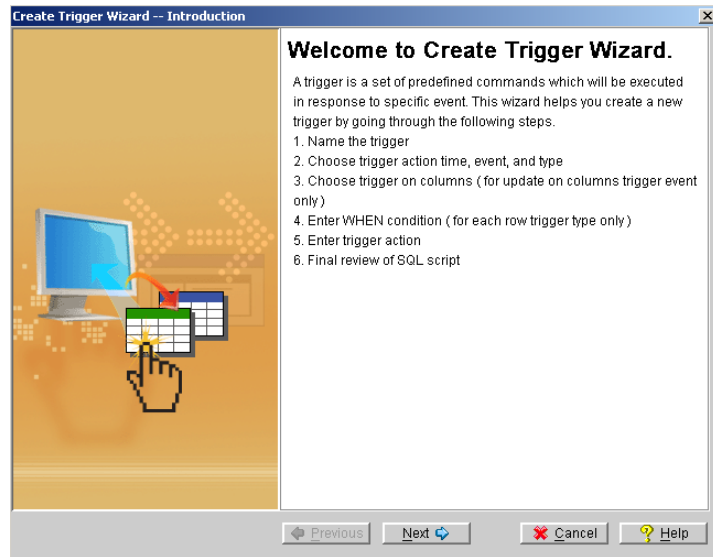 Create Trigger Wizard -- Introduction
Welcome to Create Trigger Wizard.
A trigger is a set of predefined commands which will be executed
in response to specific event. This wizard helps you create a new
trigger by going through the following steps.
1. Name the trigger
2. Choose trigger action time, event, and type
3. Choose trigger on columns ( for update on columns trigger event
only )
4. Enter WHEN condition ( for each row trigger type only )
5. Enter trigger action
6. Final review of SQL script
Previous Next Cancel Help